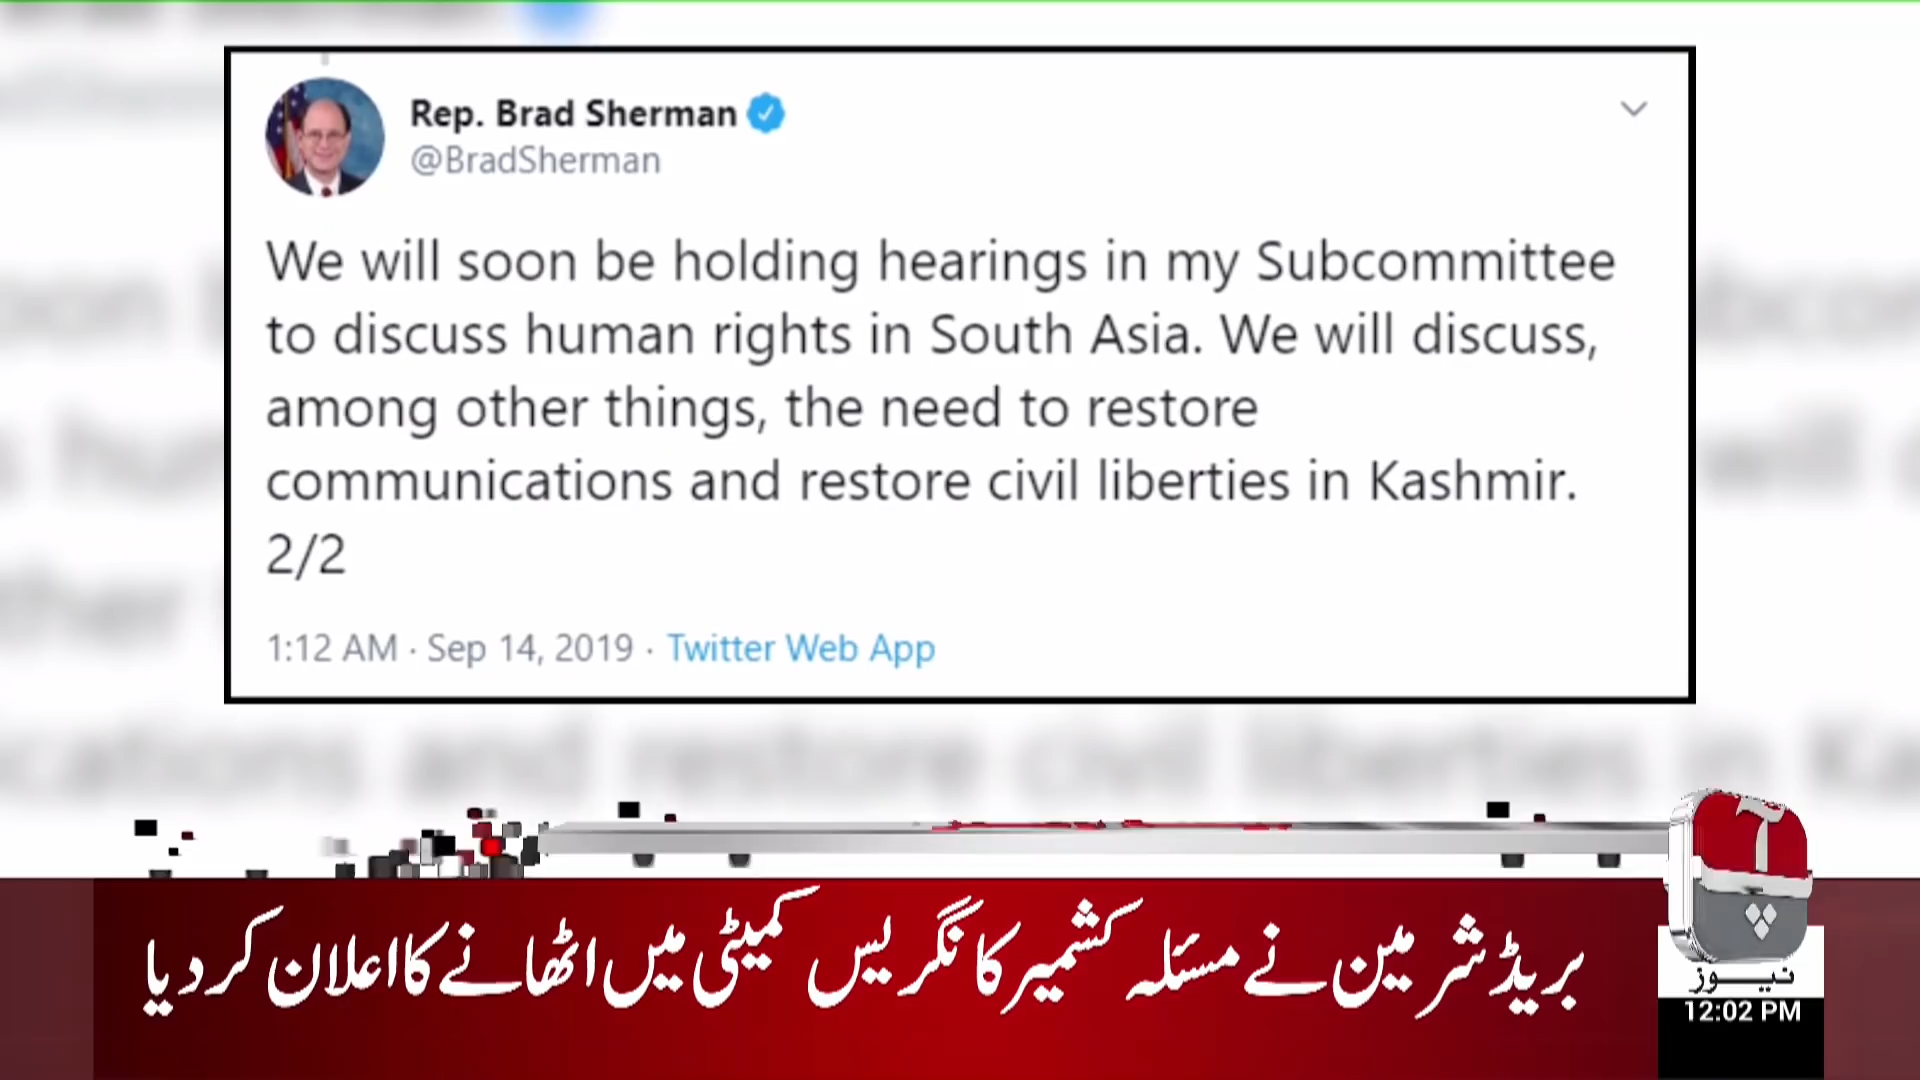 Rep. Brad Sherman
@BradSherman
We will soon be holding hearings in my Subcommittee
to discuss human rights in South Asia. We will discuss,
among other things, the need to restore
communications and restore civil liberties in Kashmir.
2/2
1:12 AM · Sep 14, 2019 · Twitter Web App
بریڈ شرمین نے مسئلہ کشمیر کانگریس کمیٹی میں اٹھانے کا اعلان کردیا
نیوز
12:02 PM